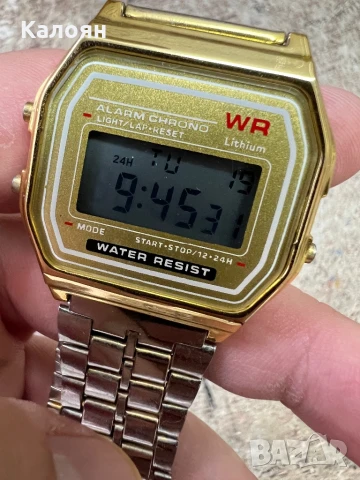 Калоян
ALARM CHRONO
LIGHT/LAP•RESET
WR
Lithium
TU 19
24H
9:45 31
MODE
START•STOP/12•24H
WATER RESIST
BAZAR